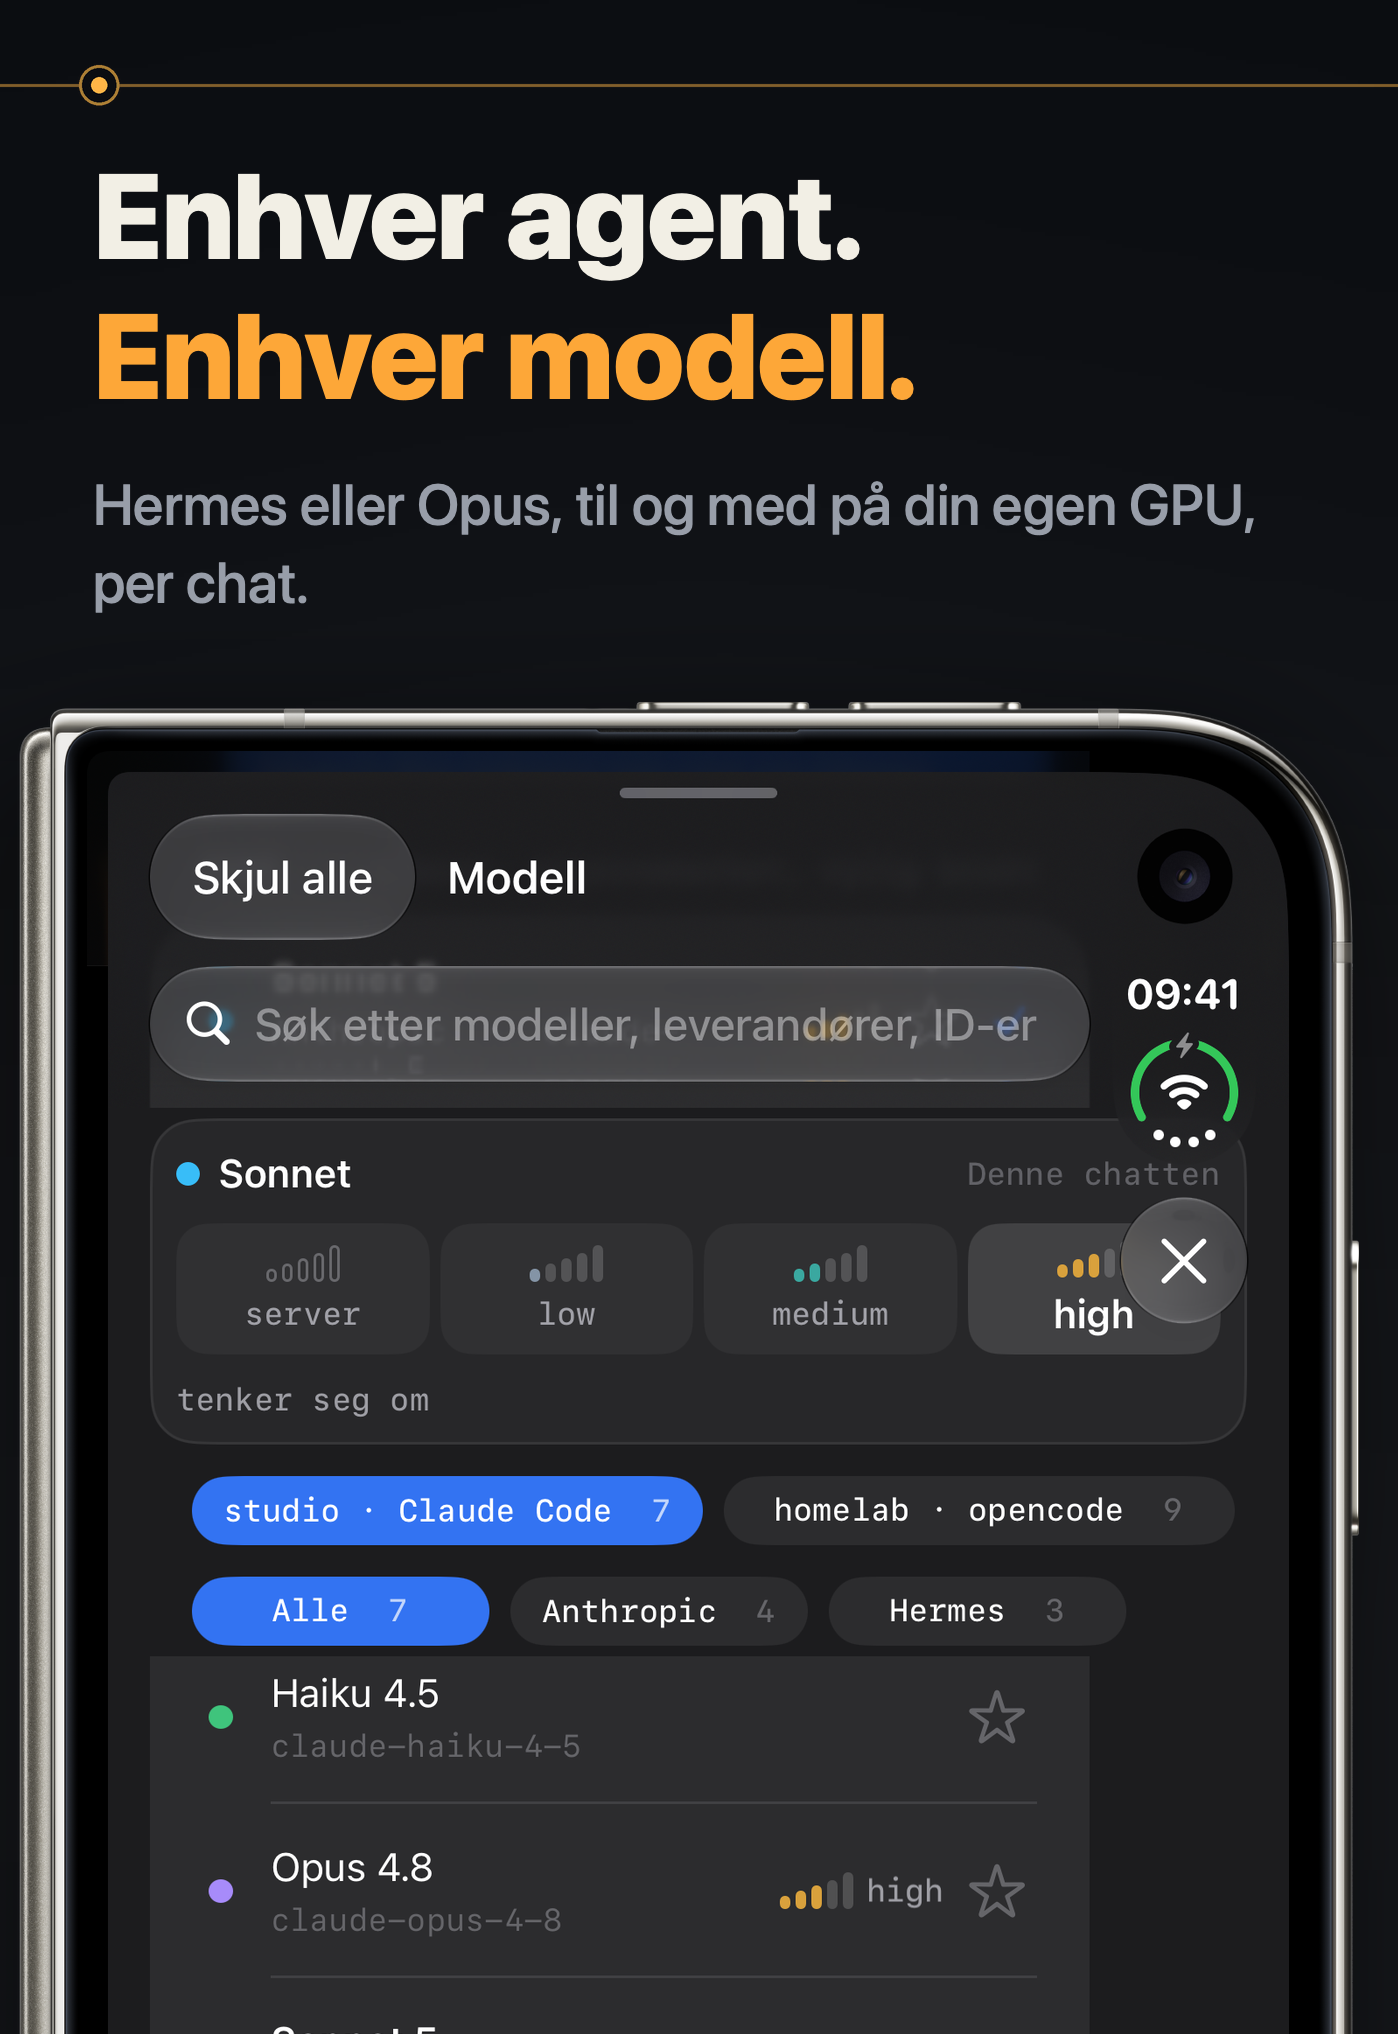 Enhver agent.
Enhver modell.
Hermes eller Opus, til og med på din egen GPU,
per chat.
Skjul alle
Modell
Søk etter modeller, leverandører, ID-er
09:41
Sonnet
Denne chatten
server
low
medium
high
tenker seg om
studio · Claude Code 7
homelab · opencode 9
Alle 7
Anthropic 4
Hermes 3
Haiku 4.5
claude-haiku-4-5
Opus 4.8
high
claude-opus-4-8